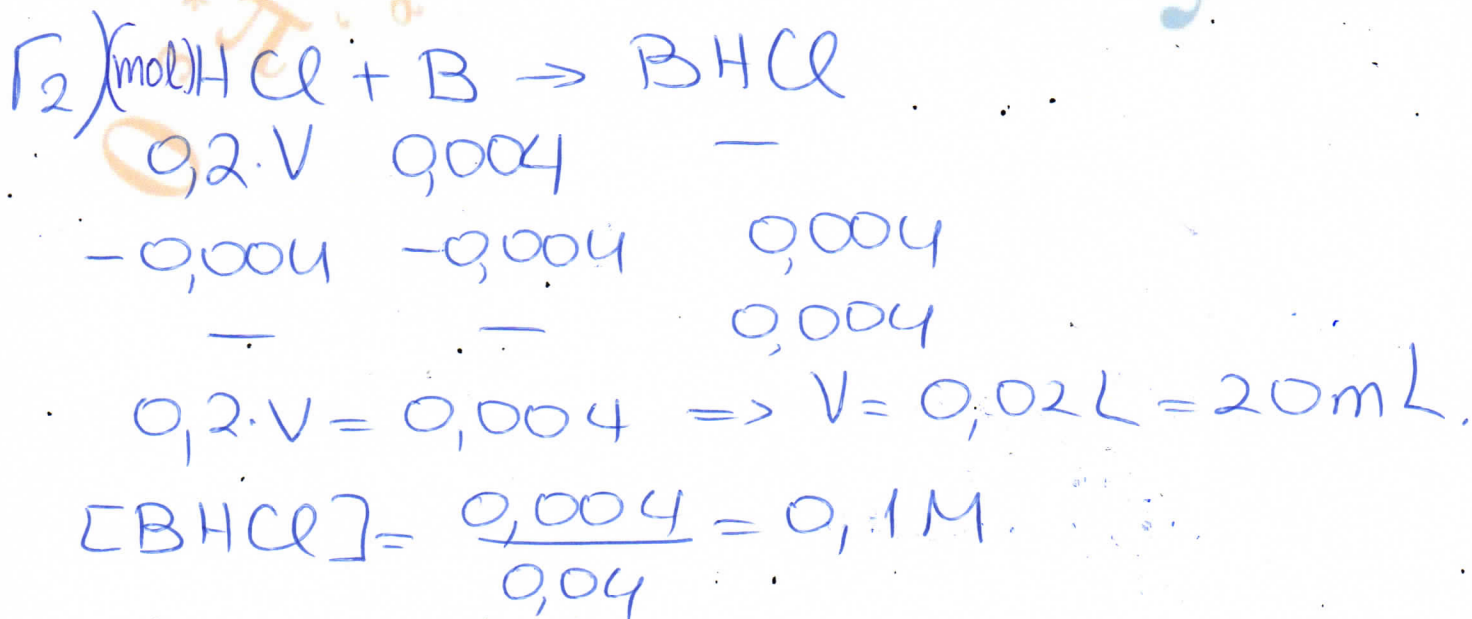 Γ2) (mol) HCl + B → BHCl
0,2·V 0,004 —
-0,004 -0,004 0,004
— — 0,004
0,2·V = 0,004 => V = 0,02L = 20mL.
[BHCl] = 0,004 / 0,04 = 0,1M.